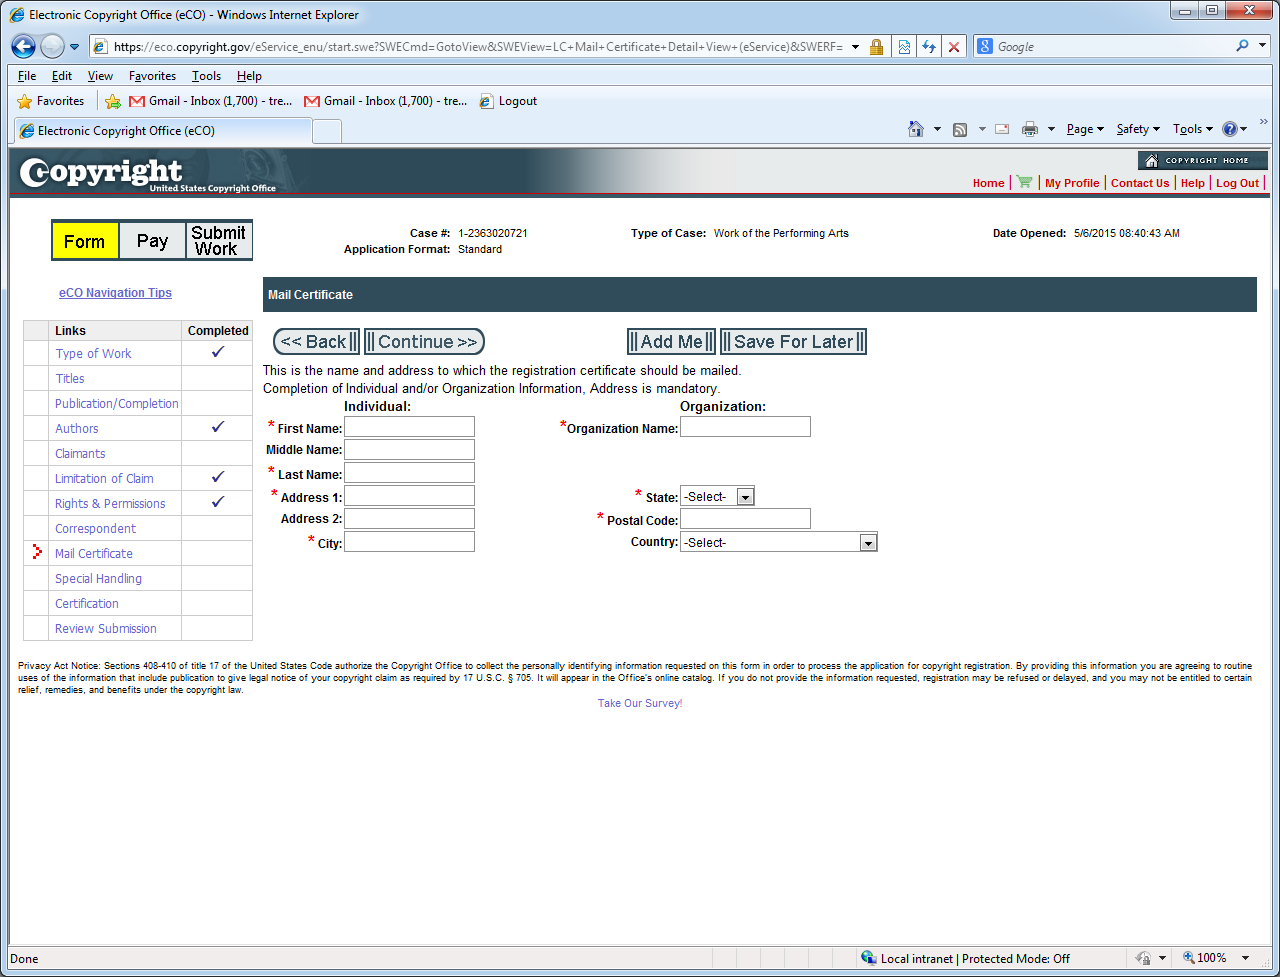 Electronic Copyright Office (eCO) - Windows Internet Explorer
https://eco.copyright.gov/eService_enu/start.swe?SWECmd=GotoView&SWEView=LC+Mail+Certificate+Detail+View+(eService)&SWERF= Google
File Edit View Favorites Tools Help
Favorites Gmail - Inbox (1,700) - tre... Gmail - Inbox (1,700) - tre... Logout
Electronic Copyright Office (eCO) Page Safety Tools
Copyright
United States Copyright Office
COPYRIGHT HOME
Home My Profile Contact Us Help Log Out
Form Pay Submit Work
Case #: 1-2363020721 Type of Case: Work of the Performing Arts Date Opened: 5/6/2015 08:40:43 AM
Application Format: Standard
eCO Navigation Tips
Mail Certificate
Links Completed
Type of Work
Titles
Publication/Completion
Authors
Claimants
Limitation of Claim
Rights & Permissions
Correspondent
Mail Certificate
Special Handling
Certification
Review Submission
<< Back Continue >> Add Me Save For Later
This is the name and address to which the registration certificate should be mailed.
Completion of Individual and/or Organization Information, Address is mandatory.
Individual: Organization:
* First Name: *Organization Name:
Middle Name:
* Last Name:
* Address 1: * State: -Select-
Address 2: * Postal Code:
* City: Country: -Select-
Privacy Act Notice: Sections 408-410 of title 17 of the United States Code authorize the Copyright Office to collect the personally identifying information requested on this form in order to process the application for copyright registration. By providing this information you are agreeing to routine
uses of the information that include publication to give legal notice of your copyright claim as required by 17 U.S.C. § 705. It will appear in the Office's online catalog. If you do not provide the information requested, registration may be refused or delayed, and you may not be entitled to certain
relief, remedies, and benefits under the copyright law.
Take Our Survey!
Done Local intranet | Protected Mode: Off 100%